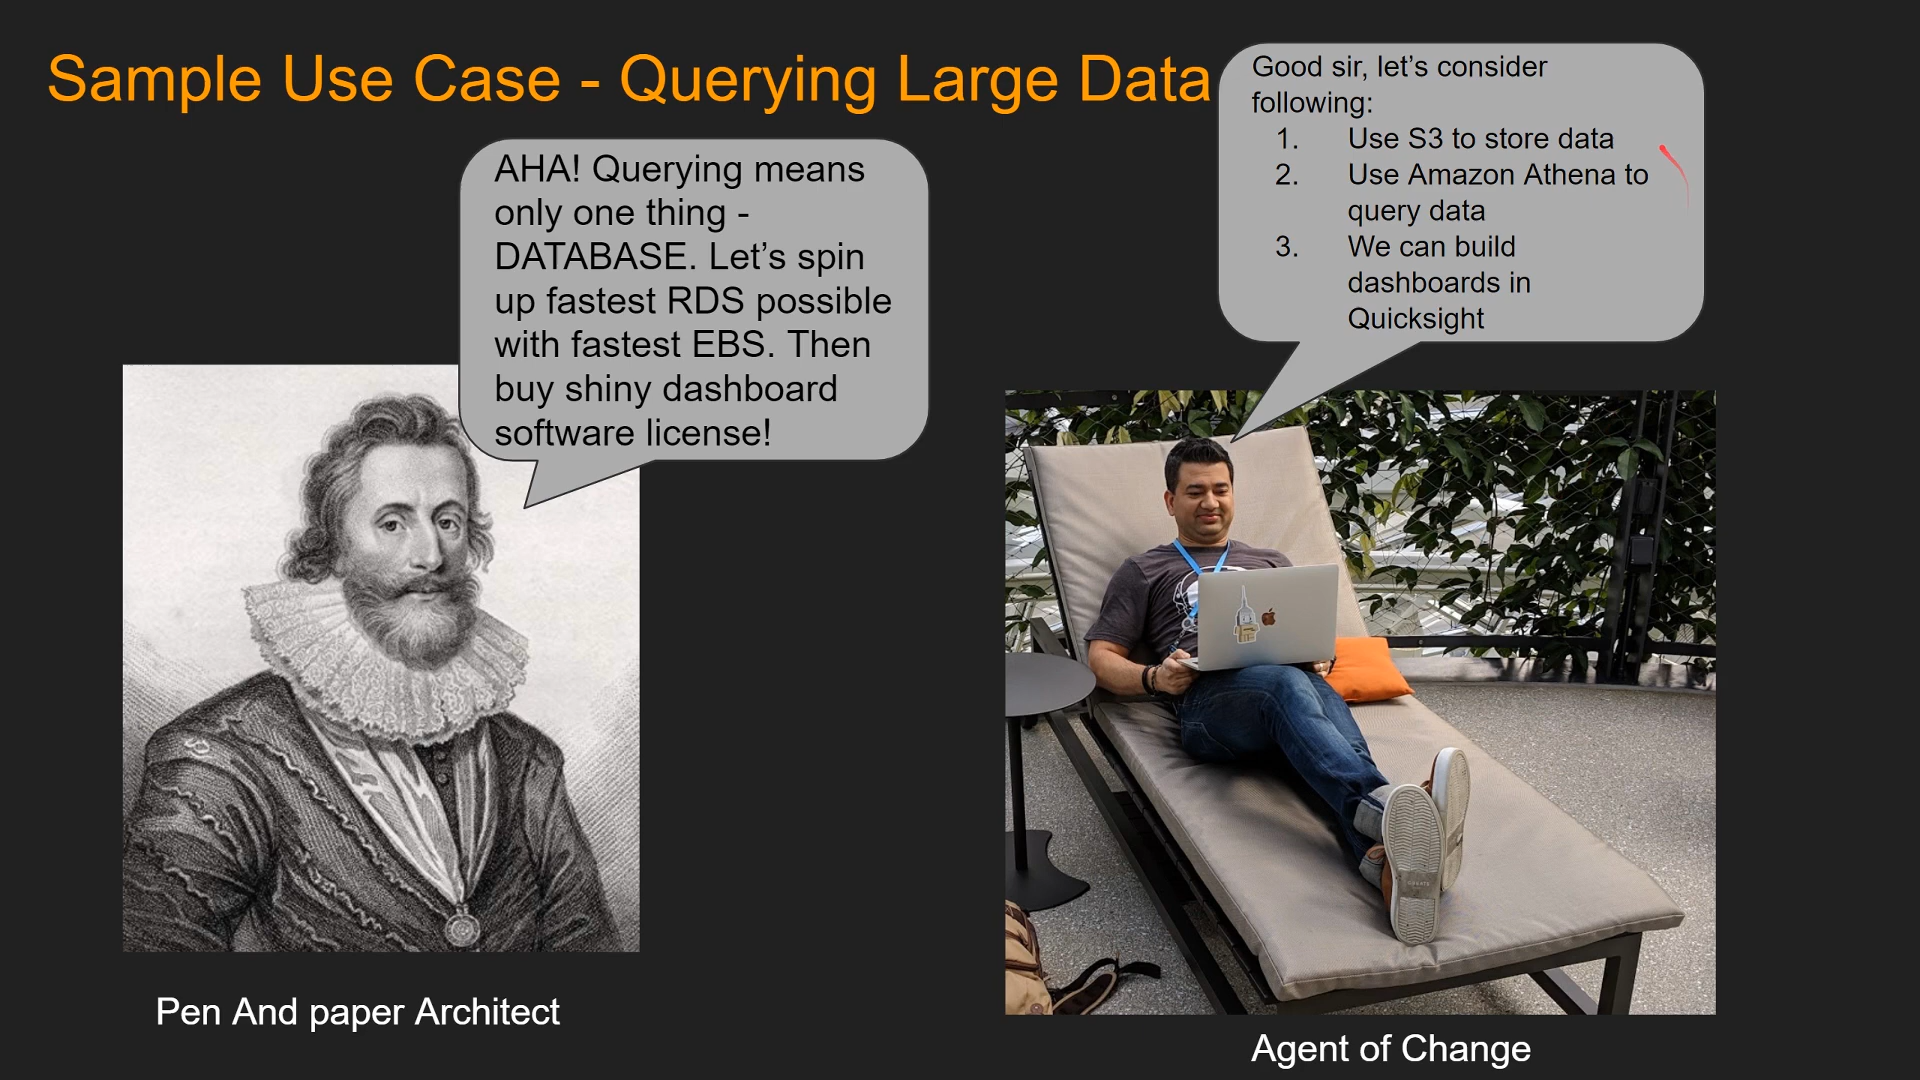 Sample Use Case - Querying Large Data
Good sir, let’s consider
following:
1. Use S3 to store data
2. Use Amazon Athena to
query data
3. We can build
dashboards in
Quicksight
AHA! Querying means
only one thing -
DATABASE. Let’s spin
up fastest RDS possible
with fastest EBS. Then
buy shiny dashboard
software license!
Pen And paper Architect
Agent of Change